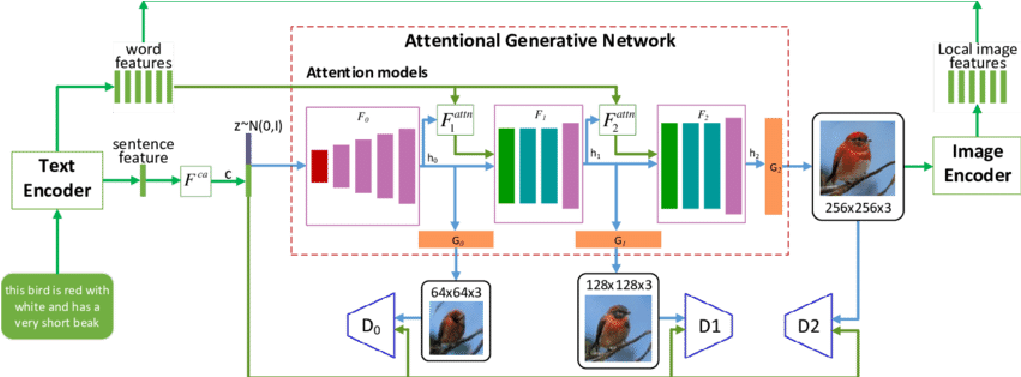 Attentional Generative Network
word
features
Local image
features
Attention models
z~N(0,I)
F₀
F₁ᵃᵗᵗⁿ
F₁
F₂ᵃᵗᵗⁿ
F₂
Text
Encoder
sentence
feature
Fᶜᵃ
c
h₀
h₁
h₂
G₂
Image
Encoder
256x256x3
G₀
G₁
this bird is red with
white and has a
very short beak
64x64x3
128x128x3
D₀
D1
D2